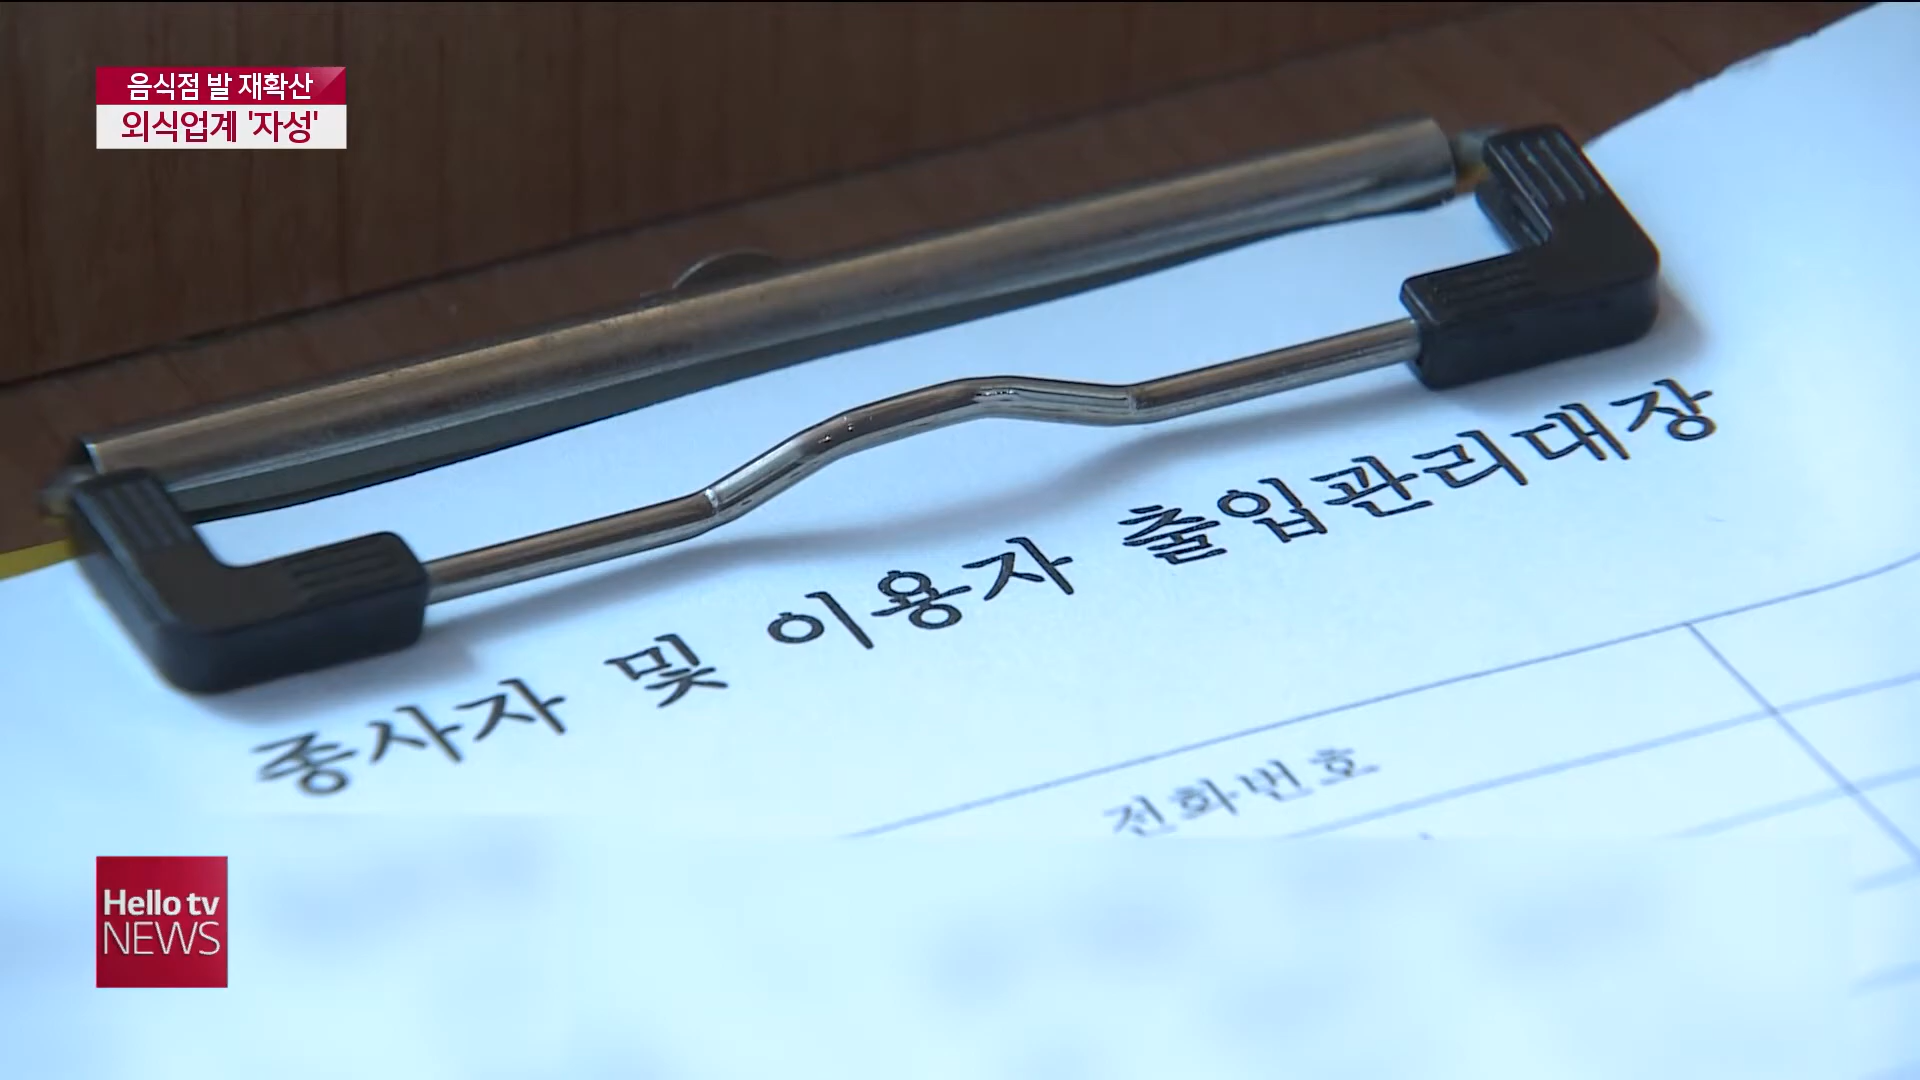 음식점 발 재확산
외식업계 '자성'
종사자 및 이용자 출입관리대장
전화번호
Hello tv
NEWS